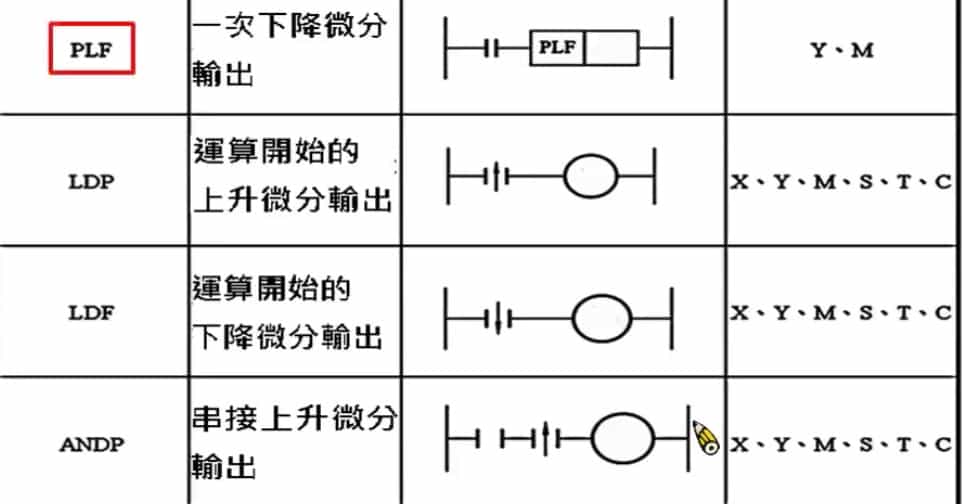 PLF
一次下降微分
輸出
PLF
Y、M
LDP
運算開始的
上升微分輸出
X、Y、M、S、T、C
LDF
運算開始的
下降微分輸出
X、Y、M、S、T、C
ANDP
串接上升微分
輸出
X、Y、M、S、T、C